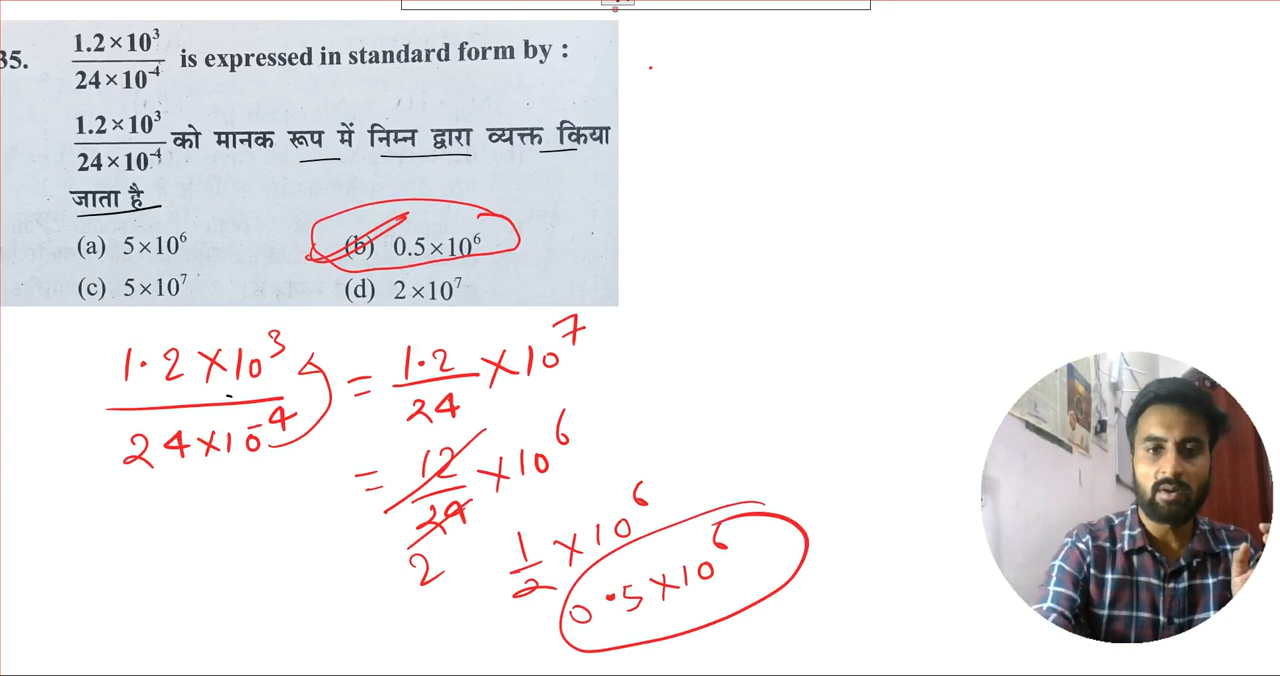 35. 1.2×10³ / 24×10⁻⁴ is expressed in standard form by :
1.2×10³ / 24×10⁻⁴ को मानक रूप में निम्न द्वारा व्यक्त किया
जाता है
(a) 5×10⁶ (b) 0.5×10⁶
(c) 5×10⁷ (d) 2×10⁷
1.2×10³ / 24×10⁻⁴ = 1.2/24 ×10⁷
= 12/24 ×10⁶
2
1/2 ×10⁶
0.5×10⁶